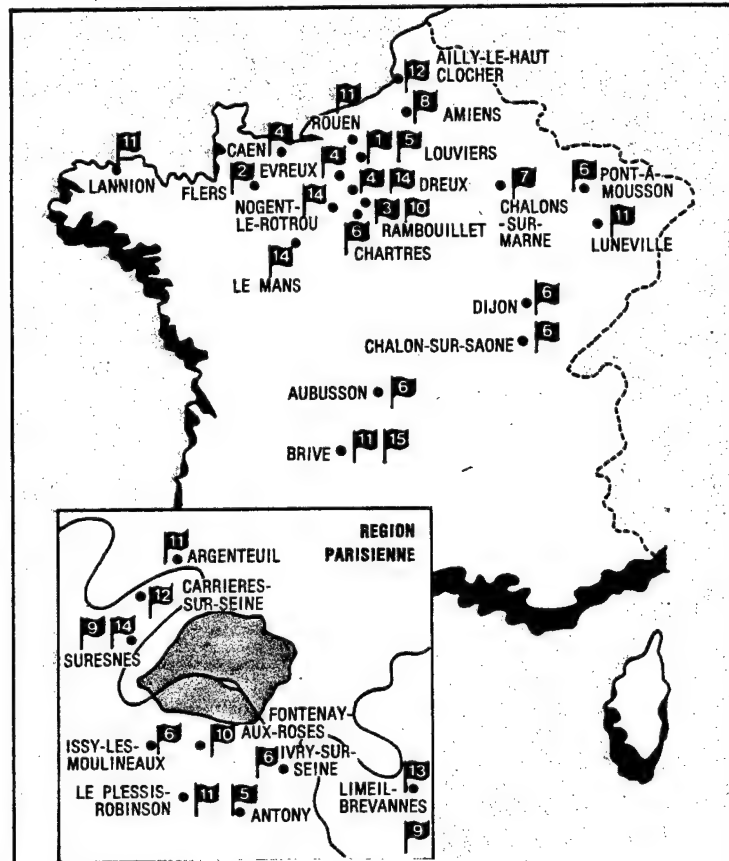 12
AILLY-LE-HAUT
CLOCHER
11
8
ROUEN
AMIENS
11
4
1
5
CAEN
LOUVIERS
LANNION
2
EVREUX
4
4
14
DREUX
7
6
PONT-A-
MOUSSON
FLERS
14
NOGENT-
LE-ROTROU
3
10
RAMBOUILLET
CHALONS
-SUR-
MARNE
11
LUNEVILLE
6
CHARTRES
14
LE MANS
6
DIJON
6
CHALON-SUR-SAONE
AUBUSSON
6
BRIVE
11
15
REGION
PARISIENNE
11
ARGENTEUIL
12
CARRIERES-
SUR-SEINE
9
14
SURESNES
FONTENAY-
AUX-ROSES
6
10
ISSY-LES-
MOULINEAUX
6
IVRY-SUR-
SEINE
13
LIMEIL-
BREVANNES
LE PLESSIS-
ROBINSON
11
5
ANTONY
9